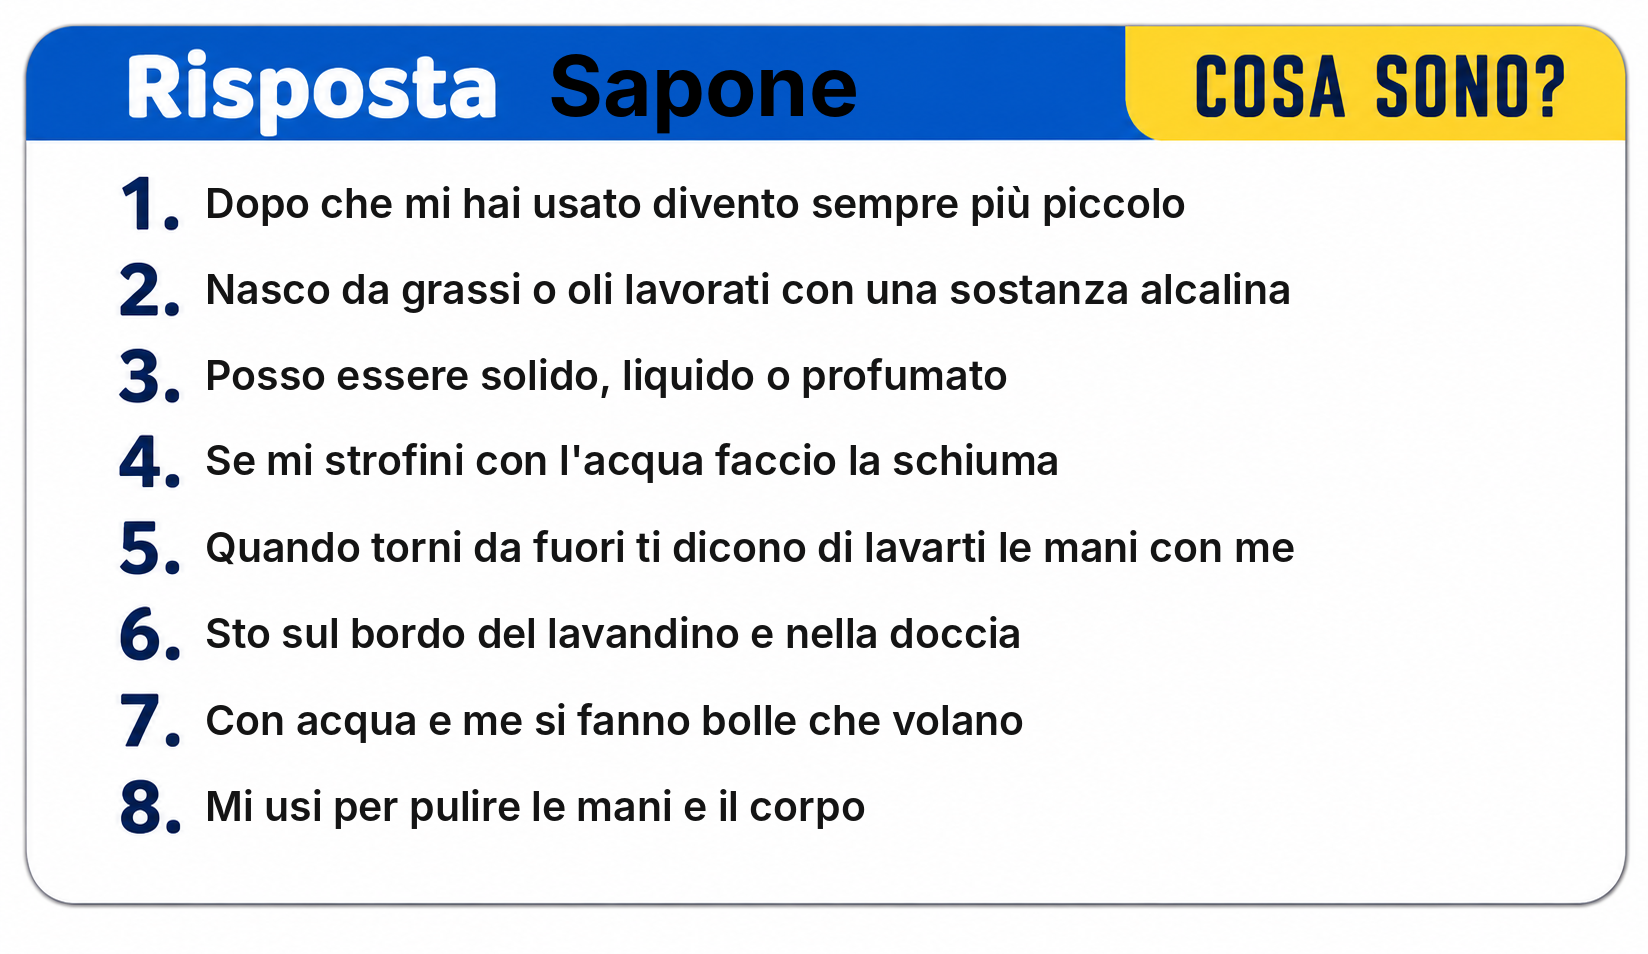 Risposta Sapone COSA SONO?
1. Dopo che mi hai usato divento sempre più piccolo
2. Nasco da grassi o oli lavorati con una sostanza alcalina
3. Posso essere solido, liquido o profumato
4. Se mi strofini con l'acqua faccio la schiuma
5. Quando torni da fuori ti dicono di lavarti le mani con me
6. Sto sul bordo del lavandino e nella doccia
7. Con acqua e me si fanno bolle che volano
8. Mi usi per pulire le mani e il corpo